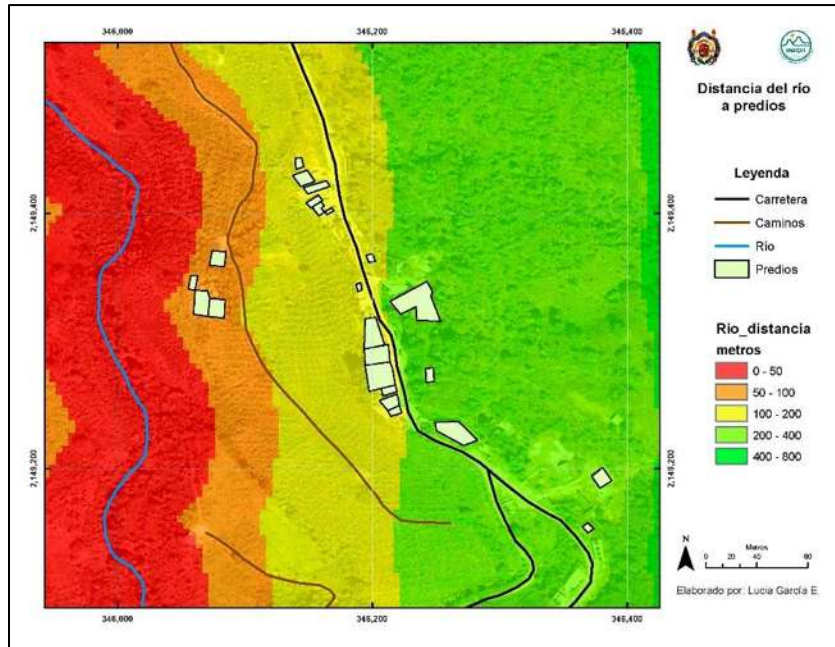 346,000 346,200 346,400
Distancia del río
a predios
Leyenda
Carretera
Caminos
Río
Predios
Río_distancia
metros
0 - 50
50 - 100
100 - 200
200 - 400
400 - 800
N
Metros
0 20 40 80
Elaborado por: Lucia García E.
2,149,400 2,149,400
2,149,200 2,149,200
346,000 346,200 346,400